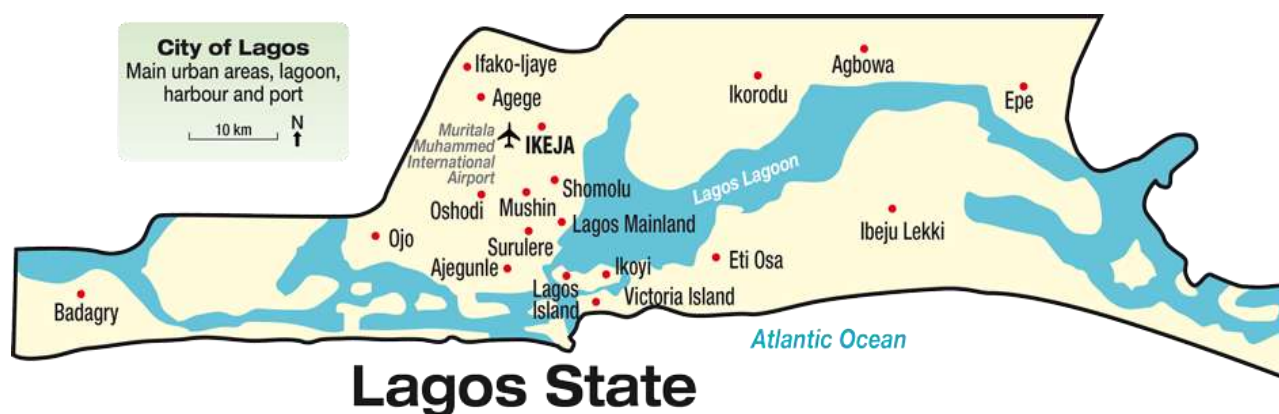 City of Lagos
Main urban areas, lagoon,
harbour and port
10 km
N
Ifako-Ijaye
Agege
Muritala
Muhammed
International
Airport
IKEJA
Agbowa
Ikorodu
Epe
Shomolu
Oshodi
Mushin
Lagos Lagoon
Lagos Mainland
Ojo
Surulere
Ibeju Lekki
Ajegunle
Ikoyi
Eti Osa
Lagos
Island
Victoria Island
Badagry
Atlantic Ocean
Lagos State